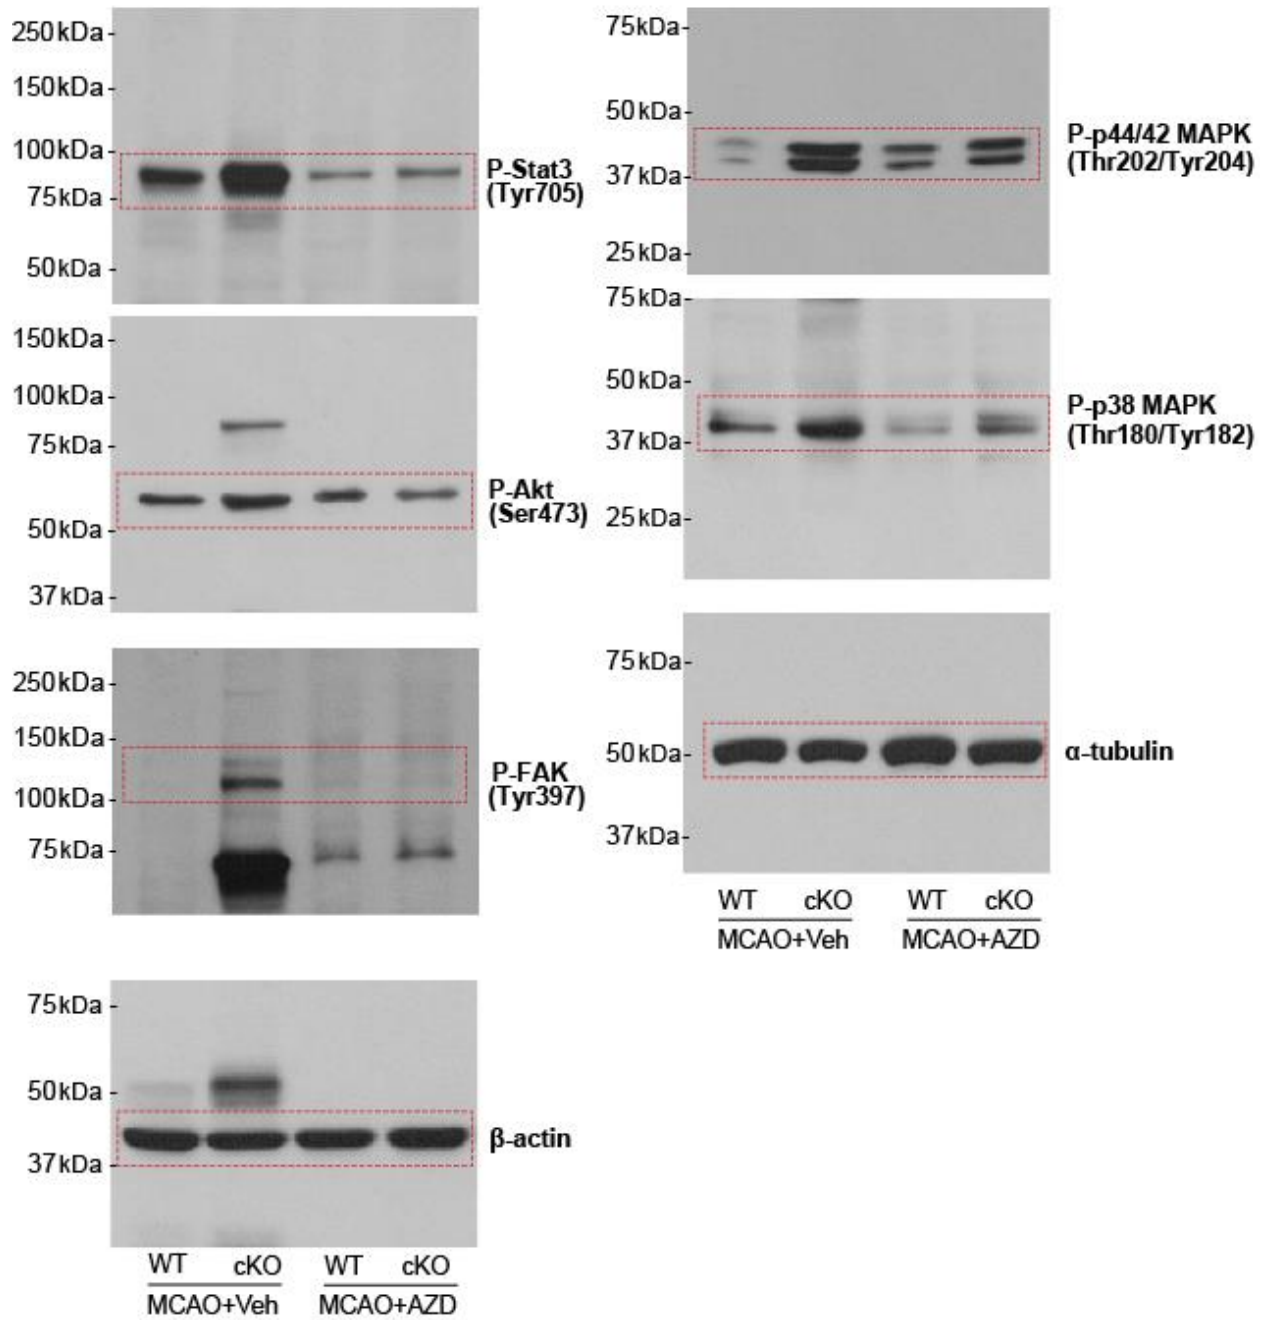 250kDa -
150kDa -
100kDa -
75kDa -
50kDa -
P-Stat3
(Tyr705)
150kDa -
100kDa -
75kDa -
50kDa -
37kDa -
P-Akt
(Ser473)
250kDa -
150kDa -
100kDa -
75kDa -
P-FAK
(Tyr397)
75kDa -
50kDa -
37kDa -
β-actin
WT cKO WT cKO
MCAO+Veh MCAO+AZD
75kDa-
50kDa-
37kDa-
25kDa-
P-p44/42 MAPK
(Thr202/Tyr204)
75kDa-
50kDa-
37kDa-
25kDa-
P-p38 MAPK
(Thr180/Tyr182)
75kDa-
50kDa-
37kDa-
α-tubulin
WT cKO WT cKO
MCAO+Veh MCAO+AZD